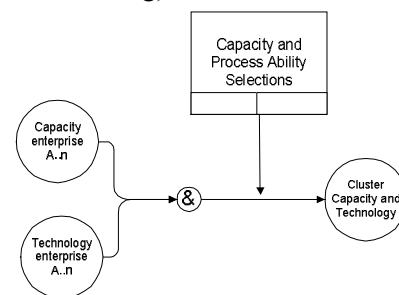 Capacity and
Process Ability
Selections
Capacity
enterprise
A..n
&
Cluster
Capacity and
Technology
Technology
enterprise
A..n